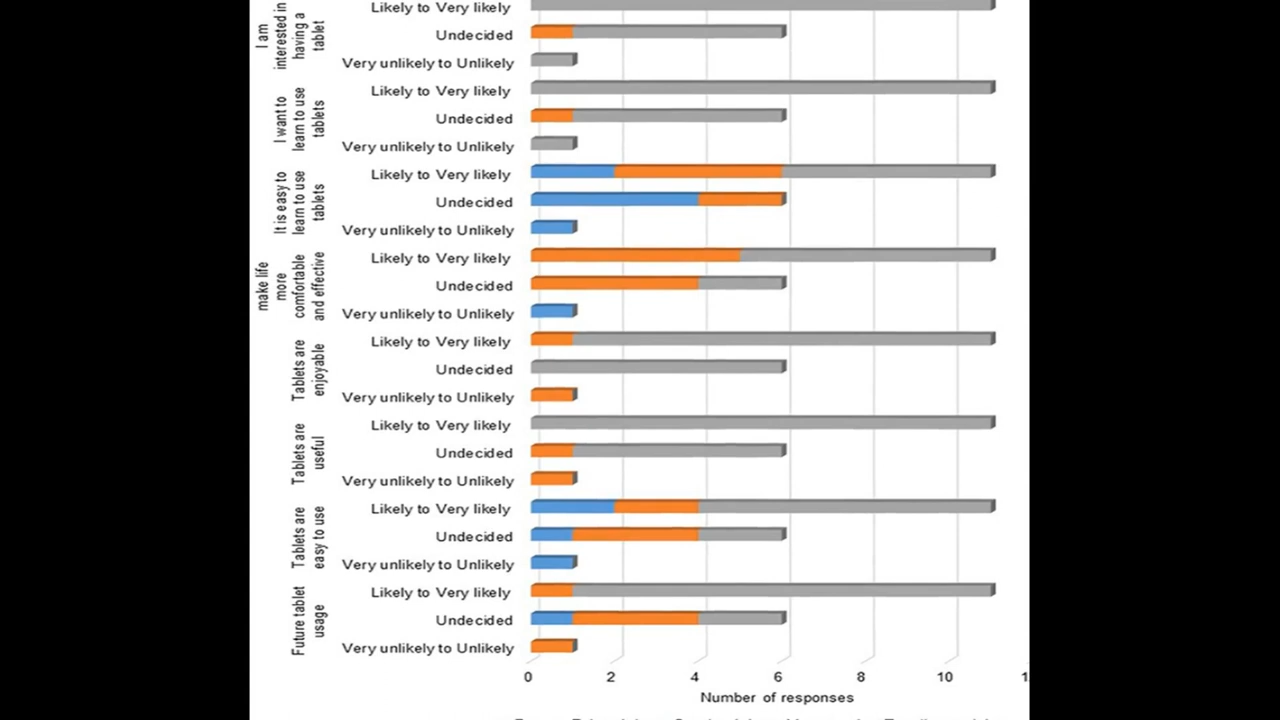 I am
interested in
having a
tablet
Likely to Very likely
Undecided
Very unlikely to Unlikely
I want to
learn to use
tablets
Likely to Very likely
Undecided
Very unlikely to Unlikely
It is easy to
learn to use
tablets
Likely to Very likely
Undecided
Very unlikely to Unlikely
make life
more
comfortable
and effective
Likely to Very likely
Undecided
Very unlikely to Unlikely
Tablets are
enjoyable
Likely to Very likely
Undecided
Very unlikely to Unlikely
Tablets are
useful
Likely to Very likely
Undecided
Very unlikely to Unlikely
Tablets are
easy to use
Likely to Very likely
Undecided
Very unlikely to Unlikely
Future tablet
usage
Likely to Very likely
Undecided
Very unlikely to Unlikely
0 2 4 6 8 10
Number of responses